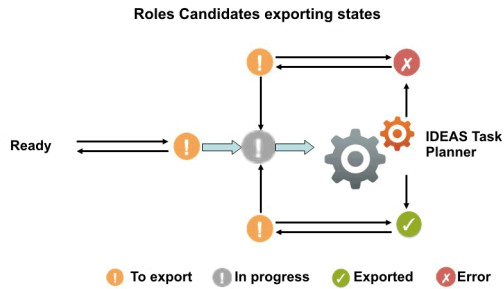 Roles Candidates exporting states
Ready
IDEAS Task
Planner
To export
In progress
Exported
Error